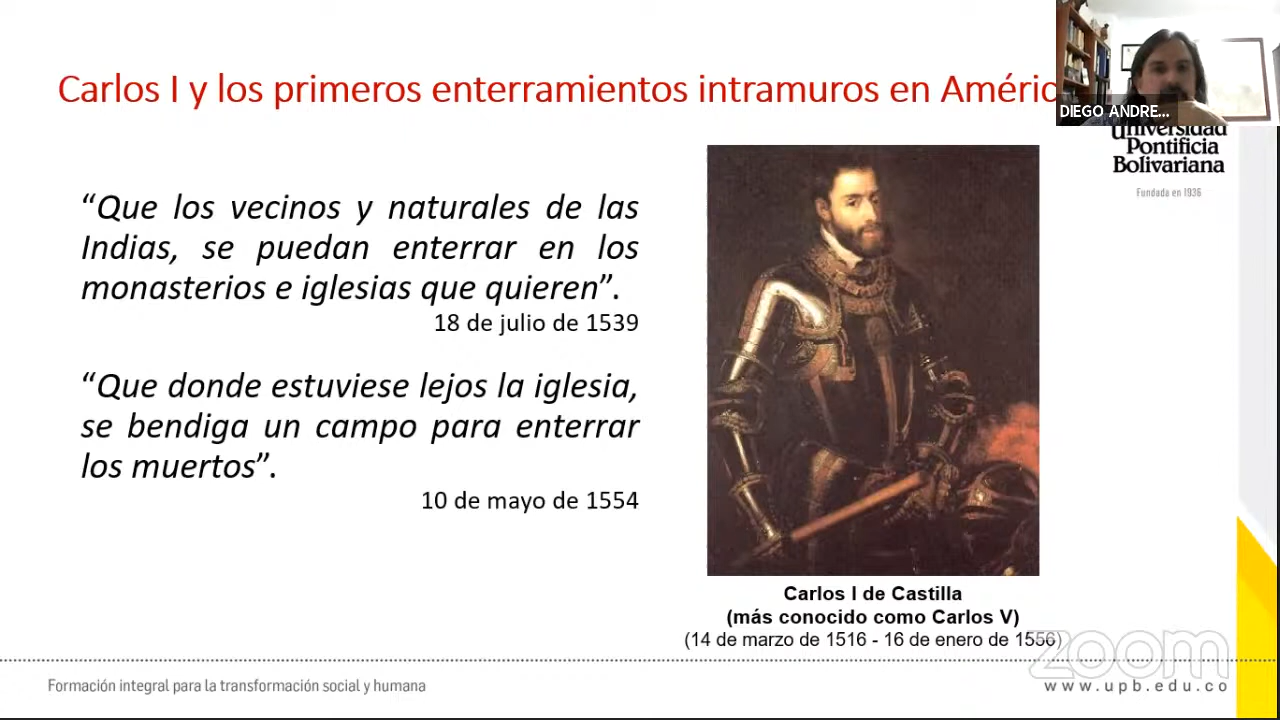 Carlos I y los primeros enterramientos intramuros en Améric
DIEGO ANDRE...
Universidad
Pontificia
Bolivariana
Fundada en 1936
“Que los vecinos y naturales de las
Indias, se puedan enterrar en los
monasterios e iglesias que quieren”.
18 de julio de 1539
“Que donde estuviese lejos la iglesia,
se bendiga un campo para enterrar
los muertos”.
10 de mayo de 1554
Carlos I de Castilla
(más conocido como Carlos V)
(14 de marzo de 1516 - 16 de enero de 1556)
zoom
Formación integral para la transformación social y humana
www.upb.edu.co